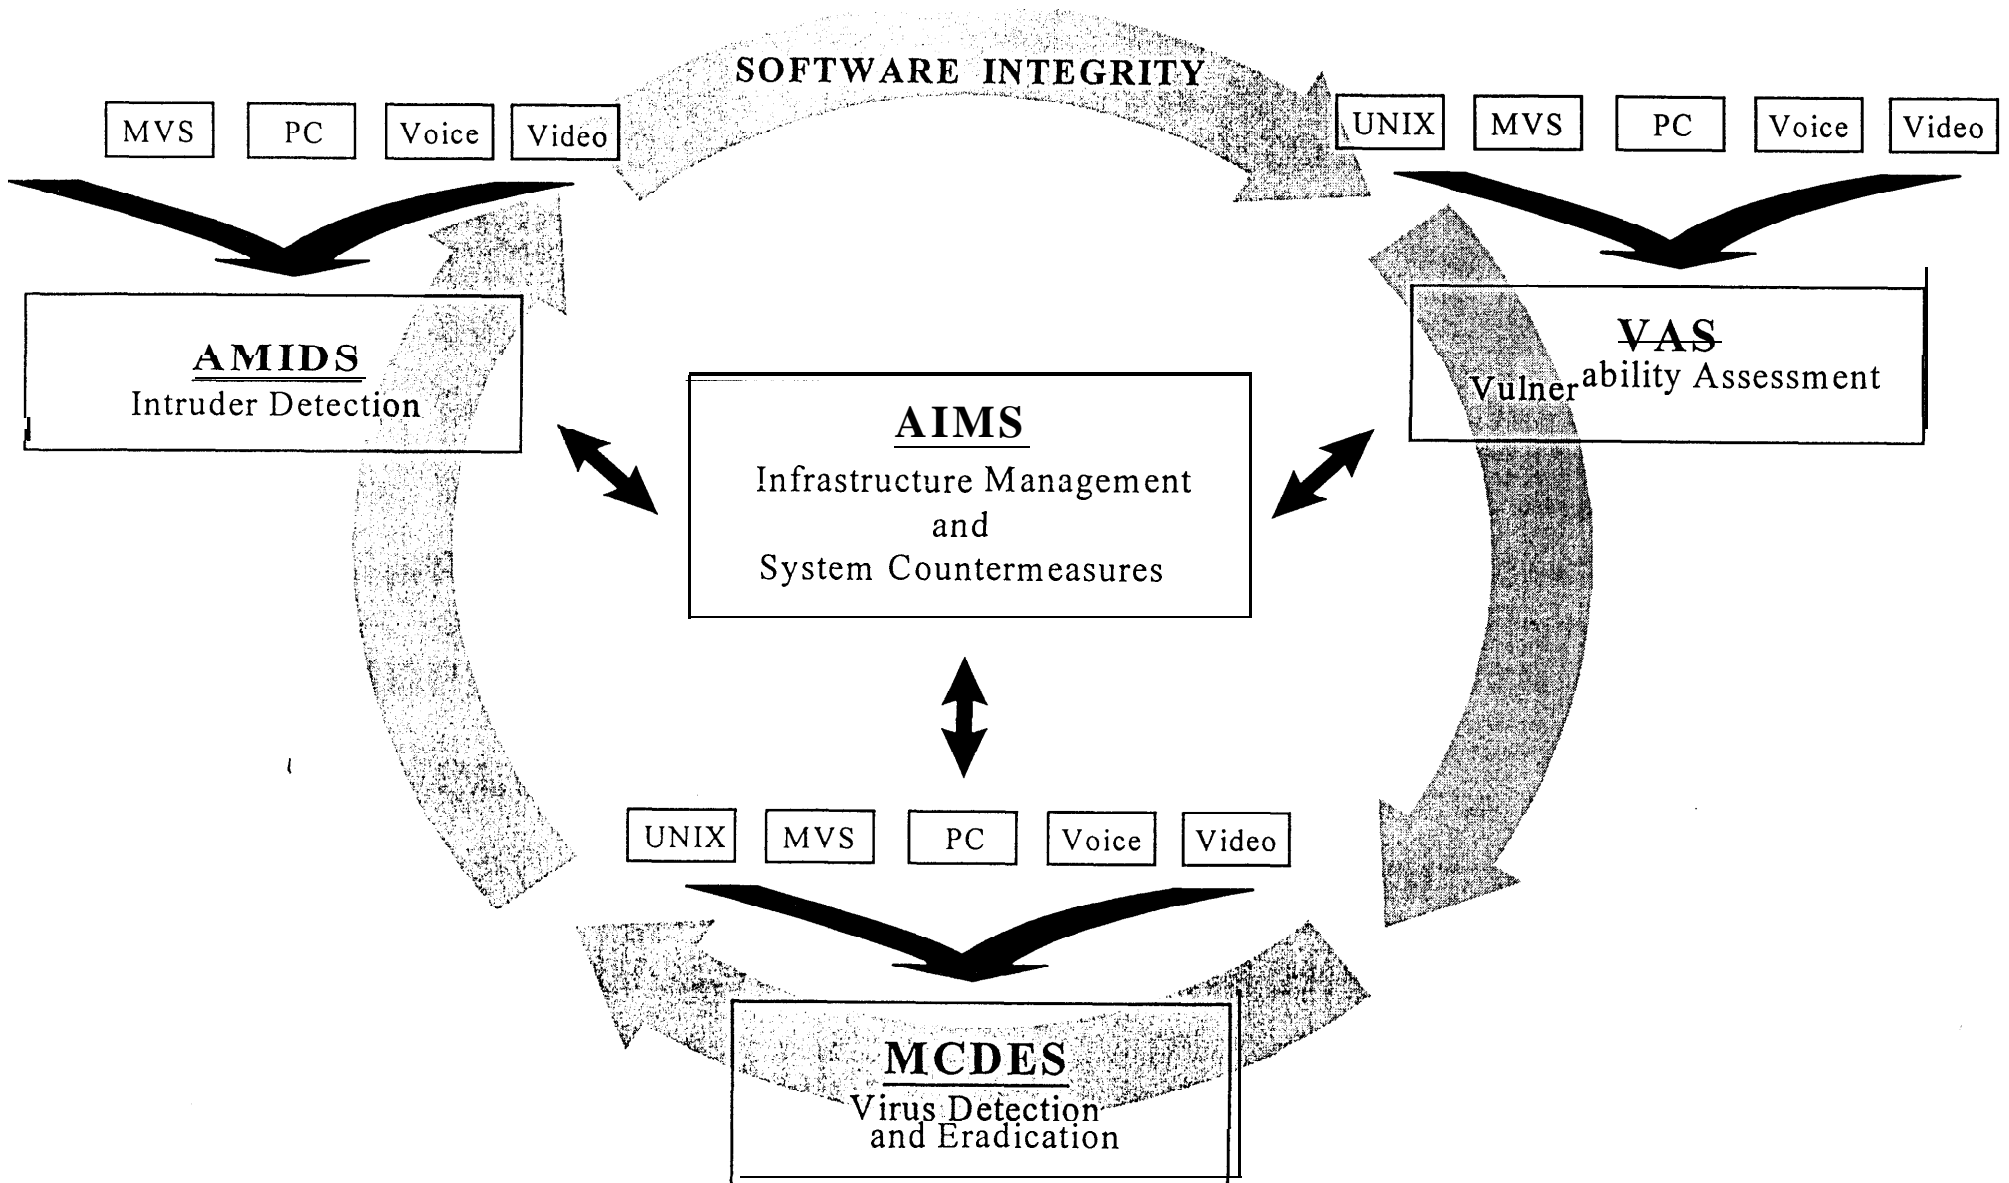 SOFTWARE INTEGRITY
MVS
PC
Voice
Video
UNIX
MVS
PC
Voice
Video
AMIDS
Intruder Detection
VAS
Vulnerability Assessment
AIMS
Infrastructure Management
and
System Countermeasures
UNIX
MVS
PC
Voice
Video
MCDES
Virus Detection
and Eradication